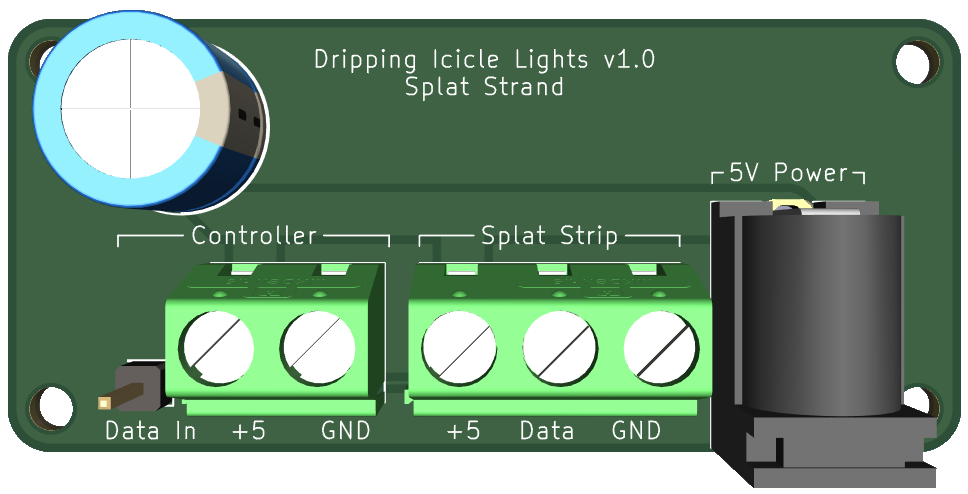 Dripping Icicle Lights v1.0
Splat Strand
5V Power
Controller
Splat Strip
Data In +5 GND
+5 Data GND